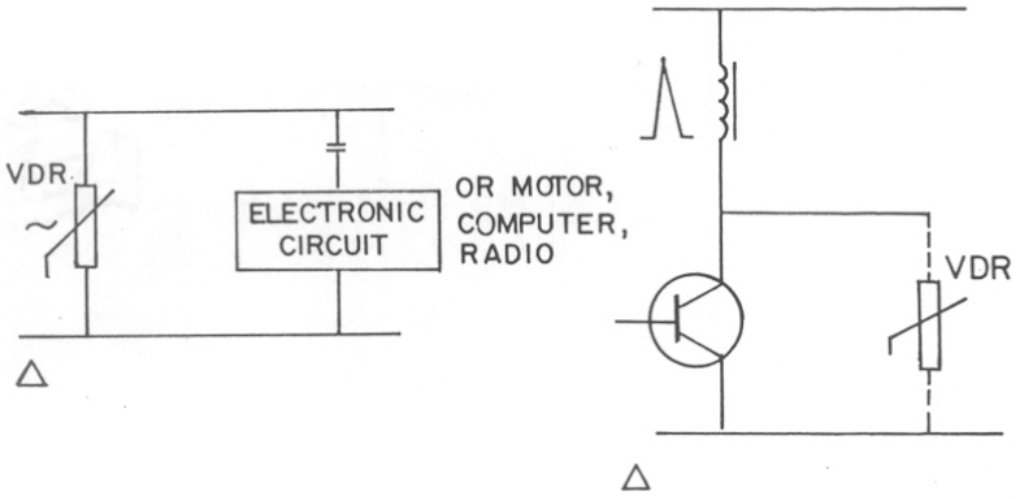 VDR
ELECTRONIC
CIRCUIT
OR MOTOR,
COMPUTER,
RADIO
VDR